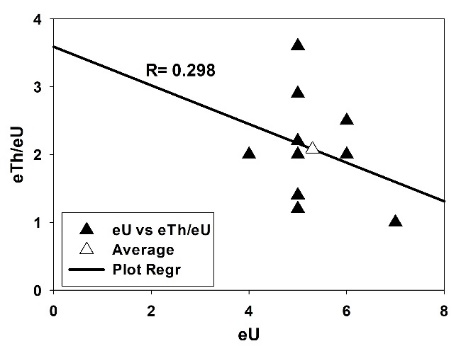 4
3
2
1
0
eTh/eU
R= 0.298
eU vs eTh/eU
Average
Plot Regr
0 2 4 6 8
eU